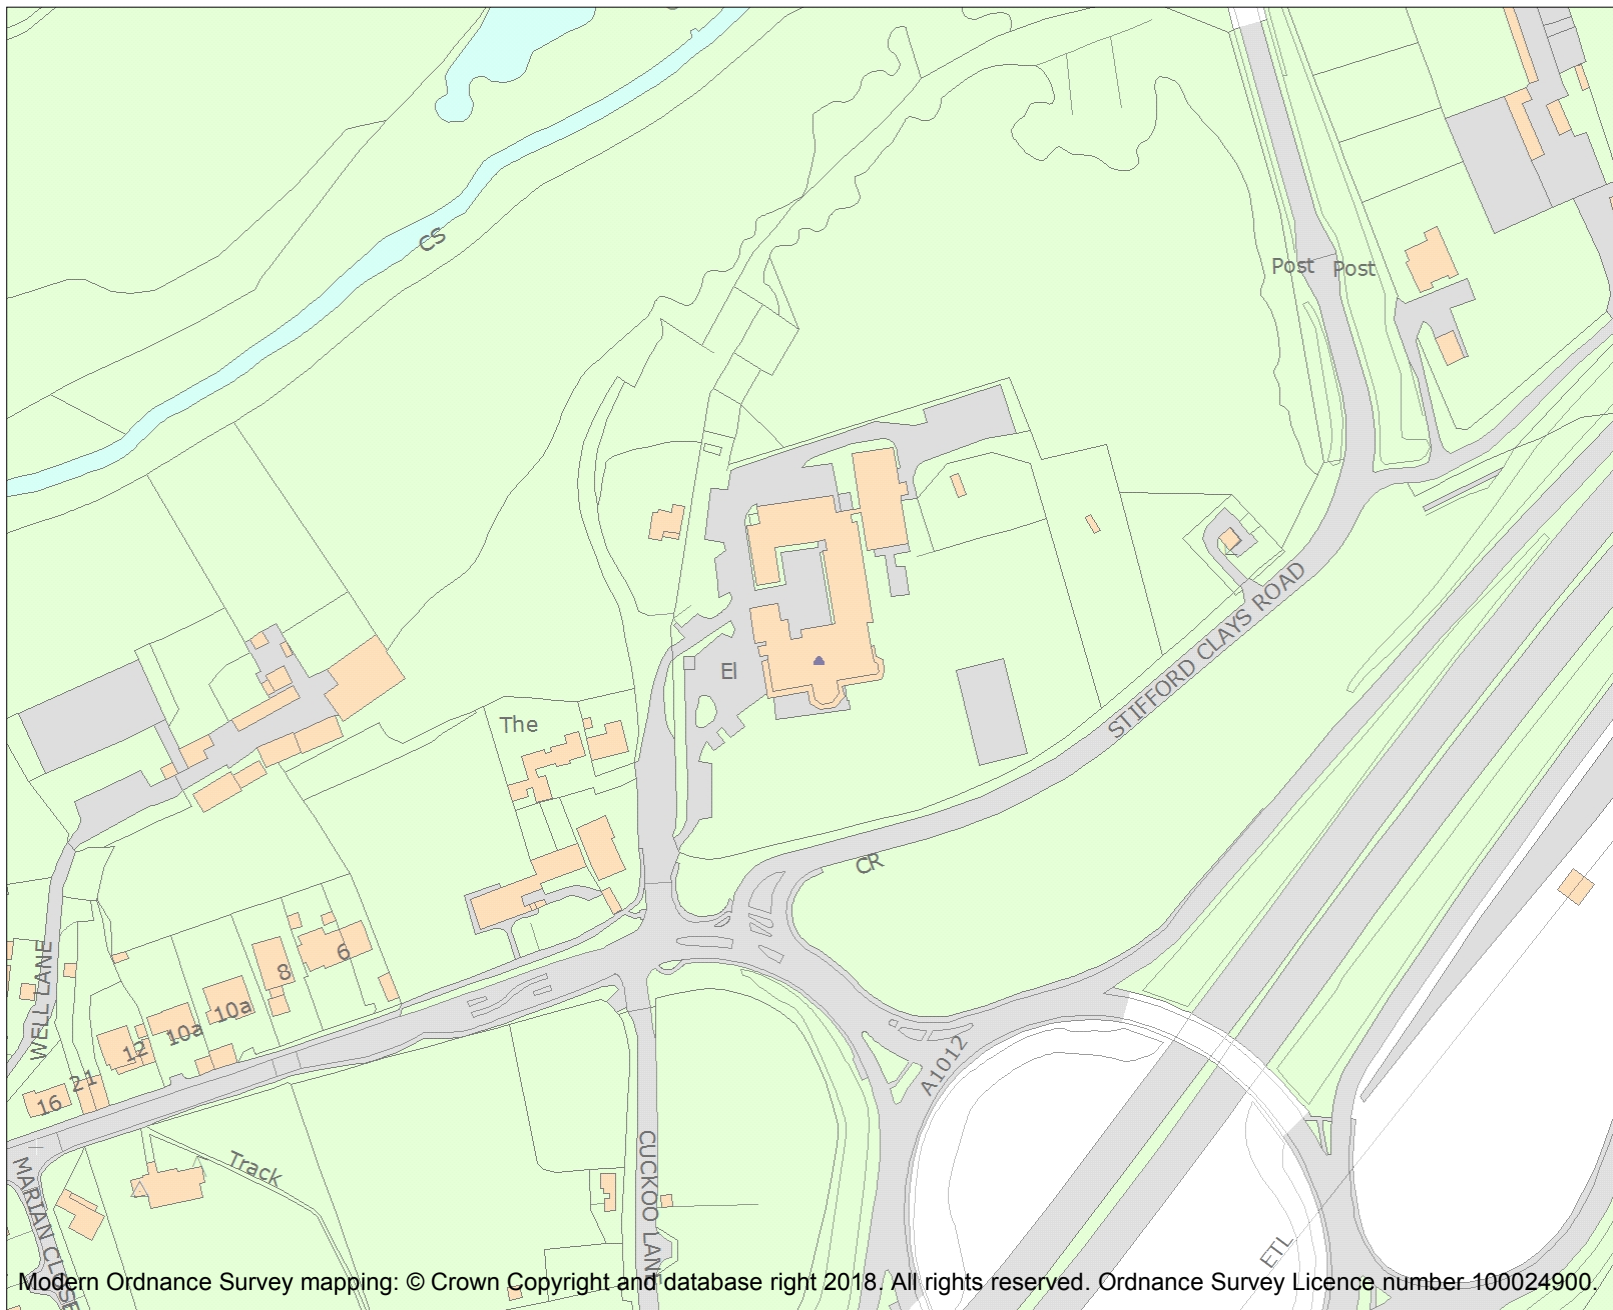 CS
Post Post
STIFFORD CLAYS ROAD
El
The
CR
WELL LANE
6
8
10a
10a
12
21
16
A1012
MARIAN CLOSE
Track
CUCKOO LANE
ETL
Modern Ordnance Survey mapping: © Crown Copyright and database right 2018. All rights reserved. Ordnance Survey Licence number 100024900.